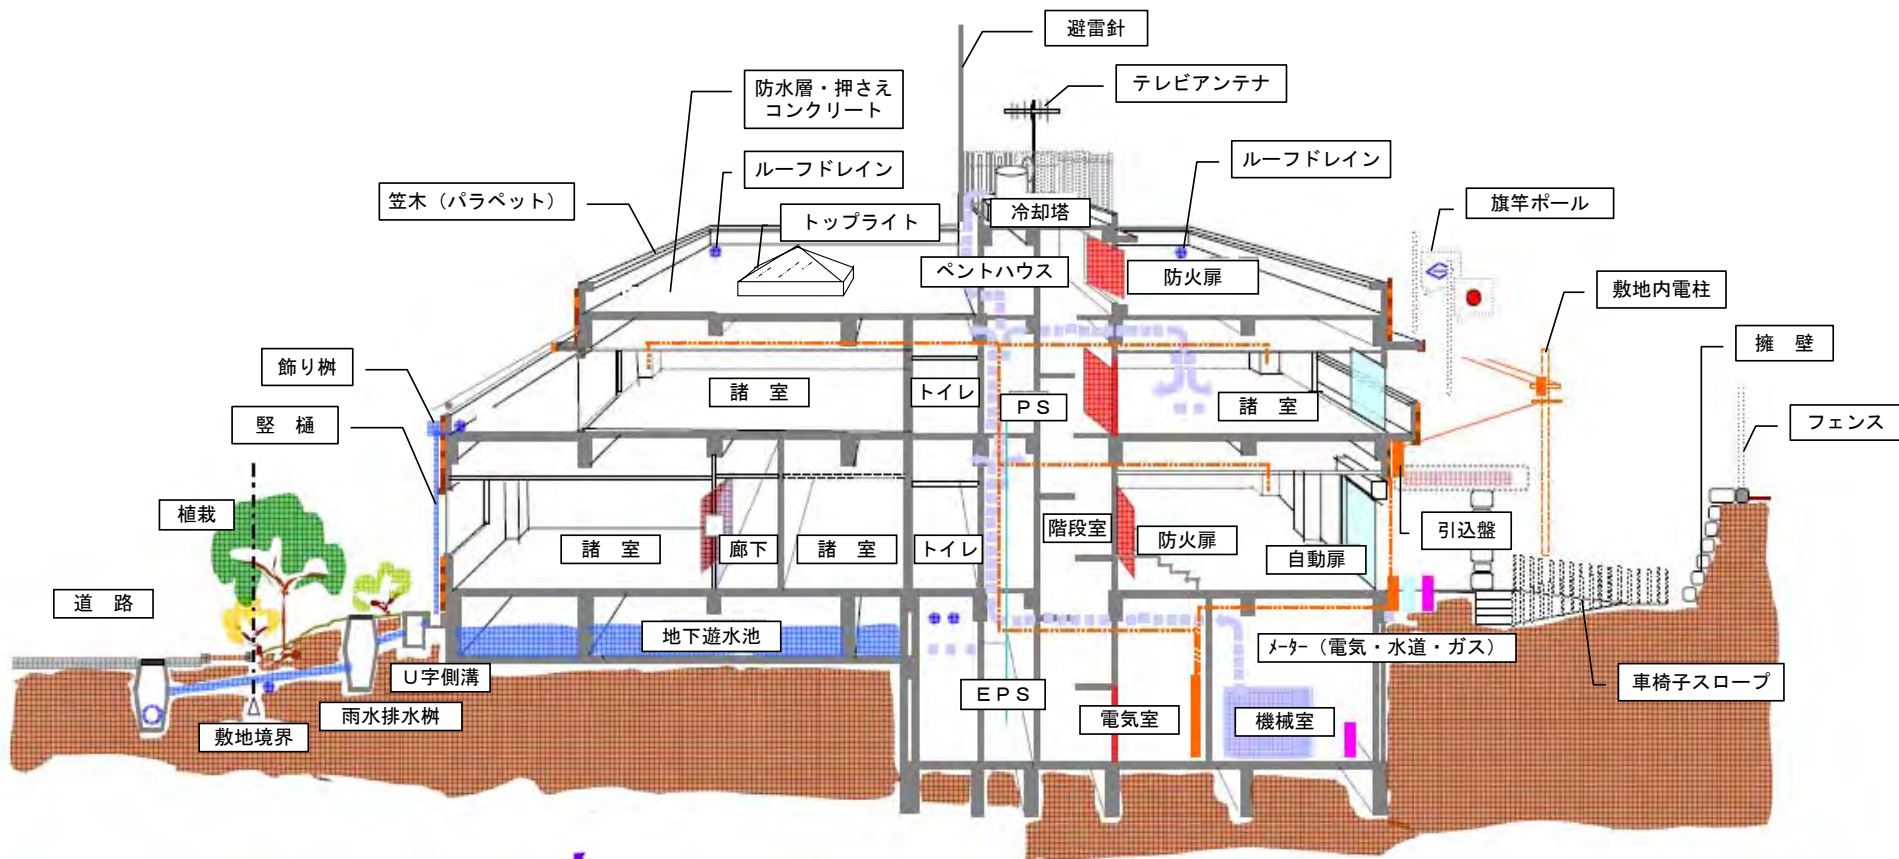 避雷針
テレビアンテナ
防水層・押さえ
コンクリート
ルーフドレイン
ルーフドレイン
笠木（パラペット）
トップライト
冷却塔
旗竿ポール
ペントハウス
防火扉
敷地内電柱
擁　壁
飾り桝
諸　室
トイレ
ＰＳ
諸　室
竪　樋
フェンス
植栽
諸　室
廊下
諸　室
トイレ
階段室
防火扉
自動扉
引込盤
道　路
地下遊水池
ﾒｰﾀｰ（電気・水道・ガス）
Ｕ字側溝
ＥＰＳ
車椅子スロープ
雨水排水桝
電気室
機械室
敷地境界